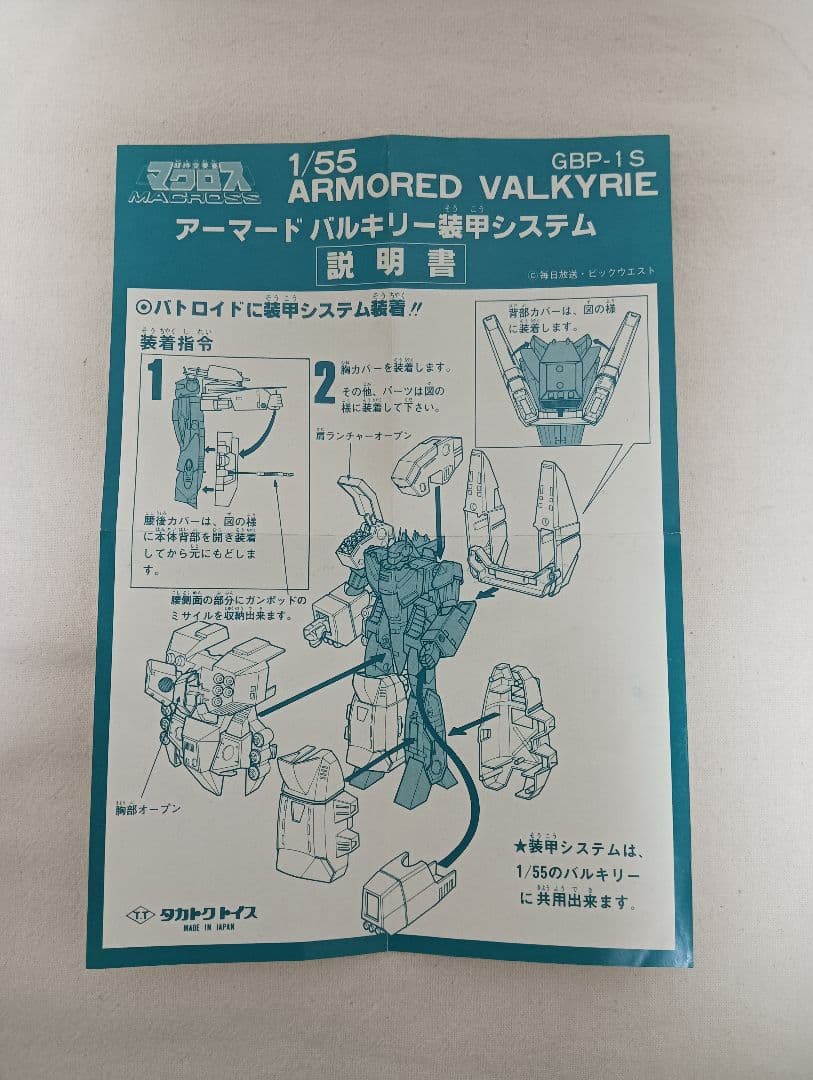 超時空要塞
マクロス
MACROSS
1/55
GBP-1S
ARMORED VALKYRIE
アーマード バルキリー装甲システム
説明書
©毎日放送・ビックウエスト
⊙バトロイドに装甲システム装着!!
装着指令
1
腰後カバーは、図の様
に本体背部を開き装着
してから元にもどしま
す。
腰側面の部分にガンポッドの
ミサイルを収納出来ます。
2
胸カバーを装着します。
その他、パーツは図の
様に装着して下さい。
肩ランチャーオープン
背部カバーは、図の様
に装着します。
胸部オープン
★装甲システムは、
1/55のバルキリー
に共用出来ます。
T.T タカトクトイス
MADE IN JAPAN